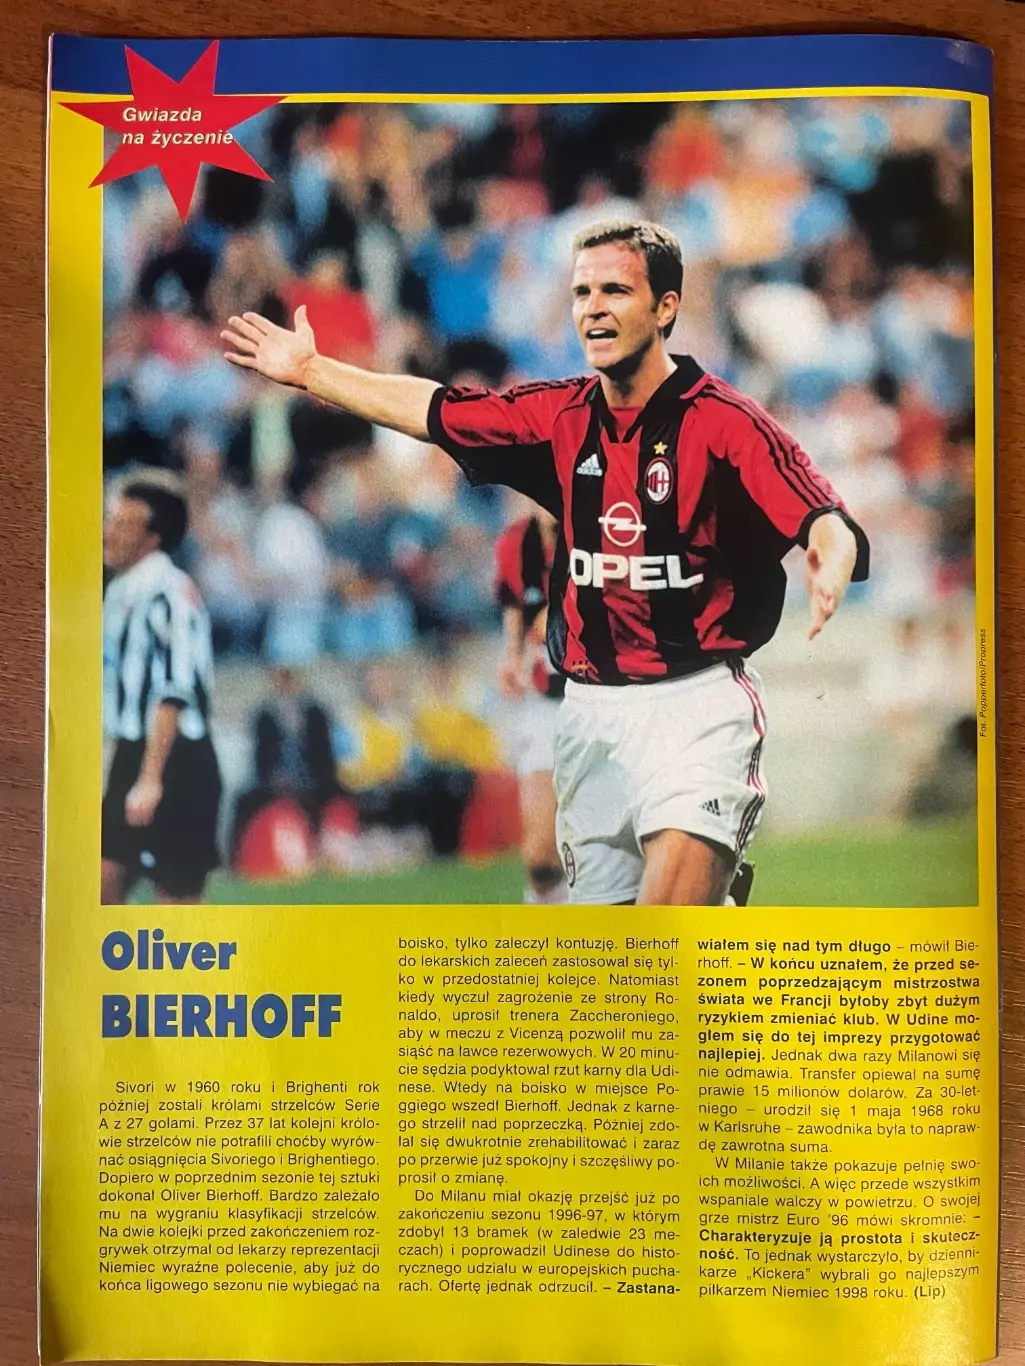 Gwiazda
na życzenie
adidas
OPEL
Fot. Popperfoto/Propress
Oliver
BIERHOFF
Sivori w 1960 roku i Brighenti rok
później zostali królami strzelców Serie
A z 27 golami. Przez 37 lat kolejni królo-
wie strzelców nie potrafili choćby wyrów-
nać osiągnięcia Sivoriego i Brighentiego.
Dopiero w poprzednim sezonie tej sztuki
dokonał Oliver Bierhoff. Bardzo zależało
mu na wygraniu klasyfikacji strzelców.
Na dwie kolejki przed zakończeniem roz-
grywek otrzymał od lekarzy reprezentacji
Niemiec wyraźne polecenie, aby już do
końca ligowego sezonu nie wybiegać na
boisko, tylko zaleczył kontuzję. Bierhoff
do lekarskich zaleceń zastosował się tyl-
ko w przedostatniej kolejce. Natomiast
kiedy wyczuł zagrożenie ze strony Ro-
naldo, uprosił trenera Zaccheroniego,
aby w meczu z Vicenzą pozwolił mu za-
siąść na ławce rezerwowych. W 20 minu-
cie sędzia podyktował rzut karny dla Udi-
nese. Wtedy na boisko w miejsce Pog-
giego wszedł Bierhoff. Jednak z karne-
go strzelił nad poprzeczką. Później zdo-
łał się dwukrotnie zrehabilitować i zaraz
po przerwie już spokojny i szczęśliwy po-
prosił o zmianę.
Do Milanu miał okazję przejść już po
zakończeniu sezonu 1996-97, w którym
zdobył 13 bramek (w zaledwie 23 me-
czach) i poprowadził Udinese do histo-
rycznego udziału w europejskich pucha-
rach. Ofertę jednak odrzucił. – Zastana-
wiałem się nad tym długo – mówił Bie-
rhoff. – W końcu uznałem, że przed se-
zonem poprzedzającym mistrzostwa
świata we Francji byłoby zbyt dużym
ryzykiem zmieniać klub. W Udine mo-
głem się do tej imprezy przygotować
najlepiej. Jednak dwa razy Milanowi się
nie odmawia. Transfer opiewał na sumę
prawie 15 milionów dolarów. Za 30-let-
niego – urodził się 1 maja 1968 roku
w Karlsruhe – zawodnika była to napraw-
dę zawrotna suma.
W Milanie także pokazuje pełnię swo-
ich możliwości. A więc przede wszystkim
wspaniale walczy w powietrzu. O swojej
grze mistrz Euro '96 mówi skromnie: –
Charakteryzuje ją prostota i skutecz-
ność. To jednak wystarczyło, by dzienni-
karze „Kickera” wybrali go najlepszym
piłkarzem Niemiec 1998 roku. (Lip)